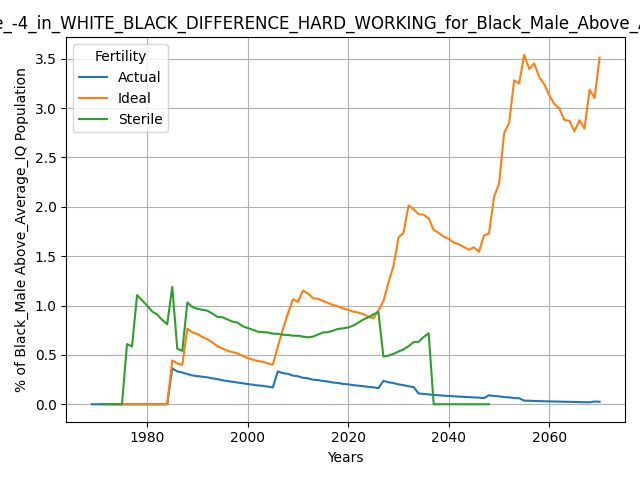 e_-4_in_WHITE_BLACK_DIFFERENCE_HARD_WORKING_for_Black_Male_Above_A
Fertility
Actual
Ideal
Sterile
% of Black_Male Above_Average_IQ Population
3.5
3.0
2.5
2.0
1.5
1.0
0.5
0.0
1980
2000
2020
2040
2060
Years